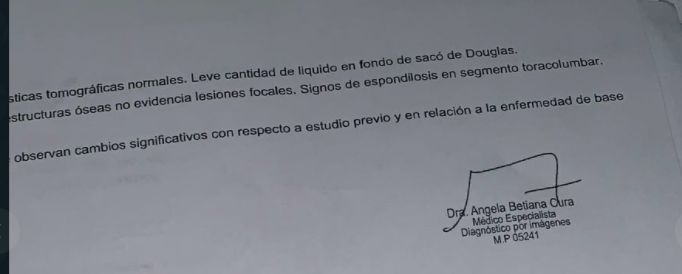 sticas tomográficas normales. Leve cantidad de liquido en fondo de sacó de Douglas.
structuras óseas no evidencia lesiones focales. Signos de espondilosis en segmento toracolumbar.
observan cambios significativos con respecto a estudio previo y en relación a la enfermedad de base
Dra. Angela Betiana Cura
Médico Especialista
Diagnóstico por imágenes
M.P 05241